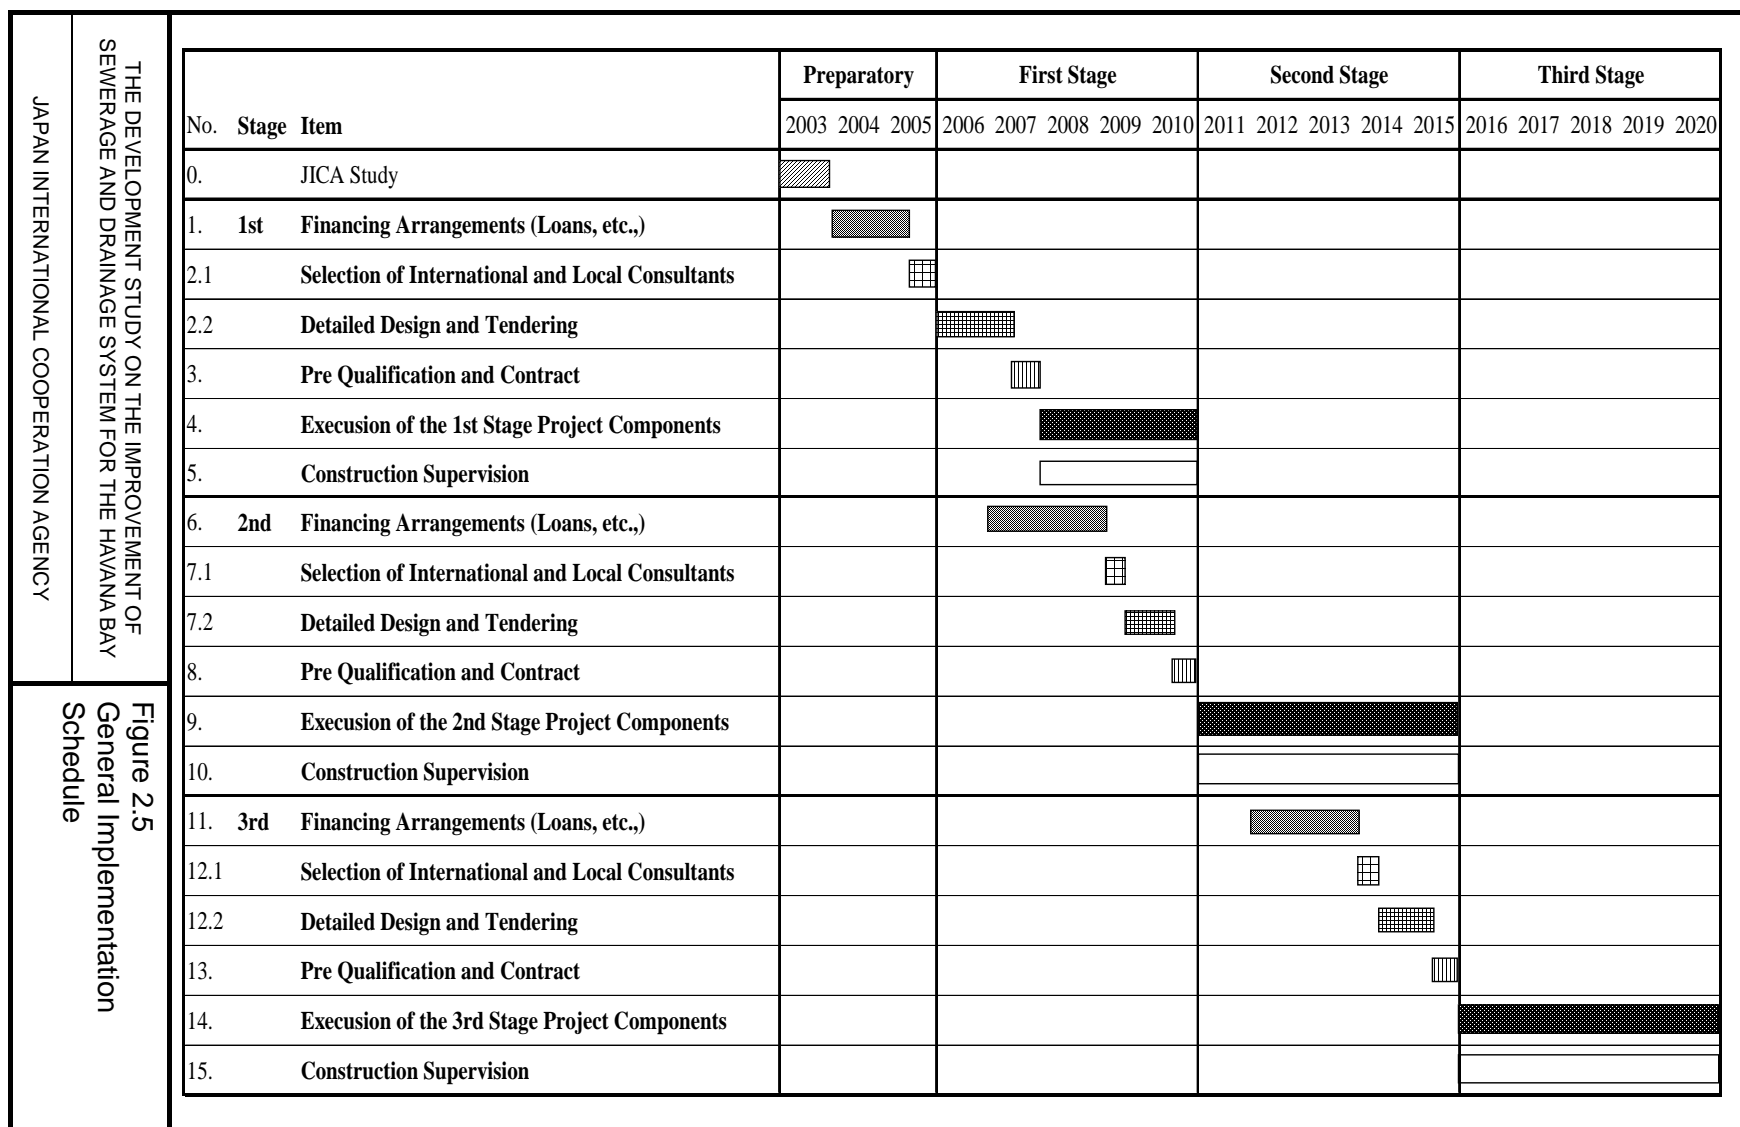 Preparatory First Stage Second Stage Third Stage
No. Stage Item 2003 2004 2005 2006 2007 2008 2009 2010 2011 2012 2013 2014 2015 2016 2017 2018 2019 2020
0. JICA Study
1. 1st Financing Arrangements (Loans, etc.,)
2.1 Selection of International and Local Consultants
2.2 Detailed Design and Tendering
3. Pre Qualification and Contract
4. Execusion of the 1st Stage Project Components
5. Construction Supervision
6. 2nd Financing Arrangements (Loans, etc.,)
7.1 Selection of International and Local Consultants
7.2 Detailed Design and Tendering
8. Pre Qualification and Contract
9. Execusion of the 2nd Stage Project Components
10. Construction Supervision
11. 3rd Financing Arrangements (Loans, etc.,)
12.1 Selection of International and Local Consultants
12.2 Detailed Design and Tendering
13. Pre Qualification and Contract
14. Execusion of the 3rd Stage Project Components
15. Construction Supervision
THE DEVELOPMENT STUDY ON THE IMPROVEMENT OF
SEWERAGE AND DRAINAGE SYSTEM FOR THE HAVANA BAY
JAPAN INTERNATIONAL COOPERATION AGENCY
Figure 2.5
General Implementation
Schedule